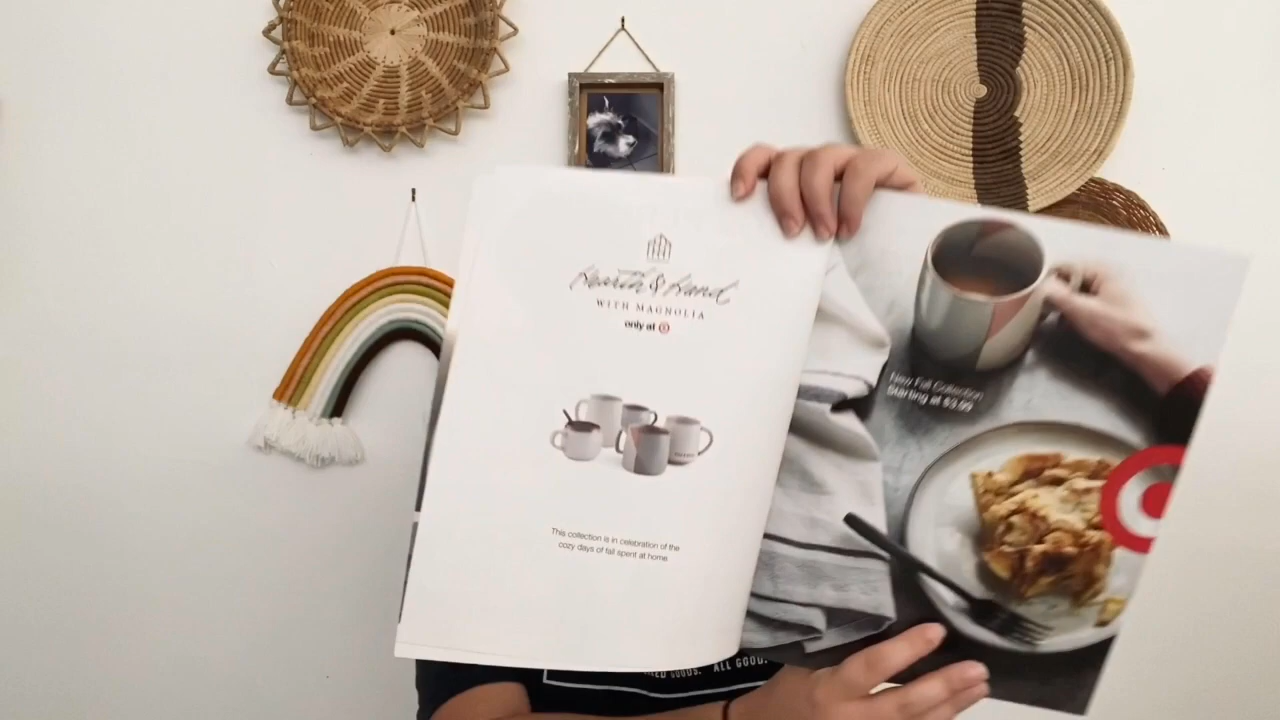 Hearth & Hand
WITH MAGNOLIA
only at
This collection is in celebration of the
cozy days of fall spent at home.
New Fall Collection
Starting at $3.99
GOODS. ALL GOOD.